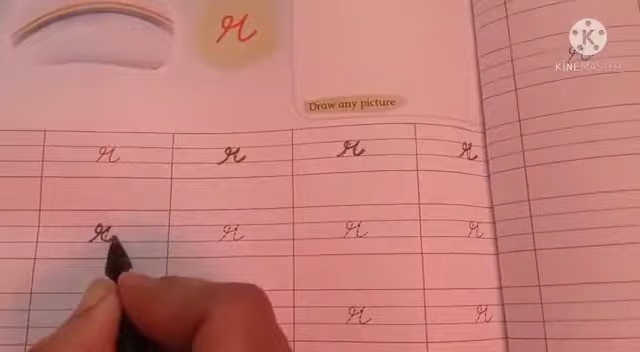 r
K
KINEMASTER
r
Draw any picture
r r r r
r r r r
r r